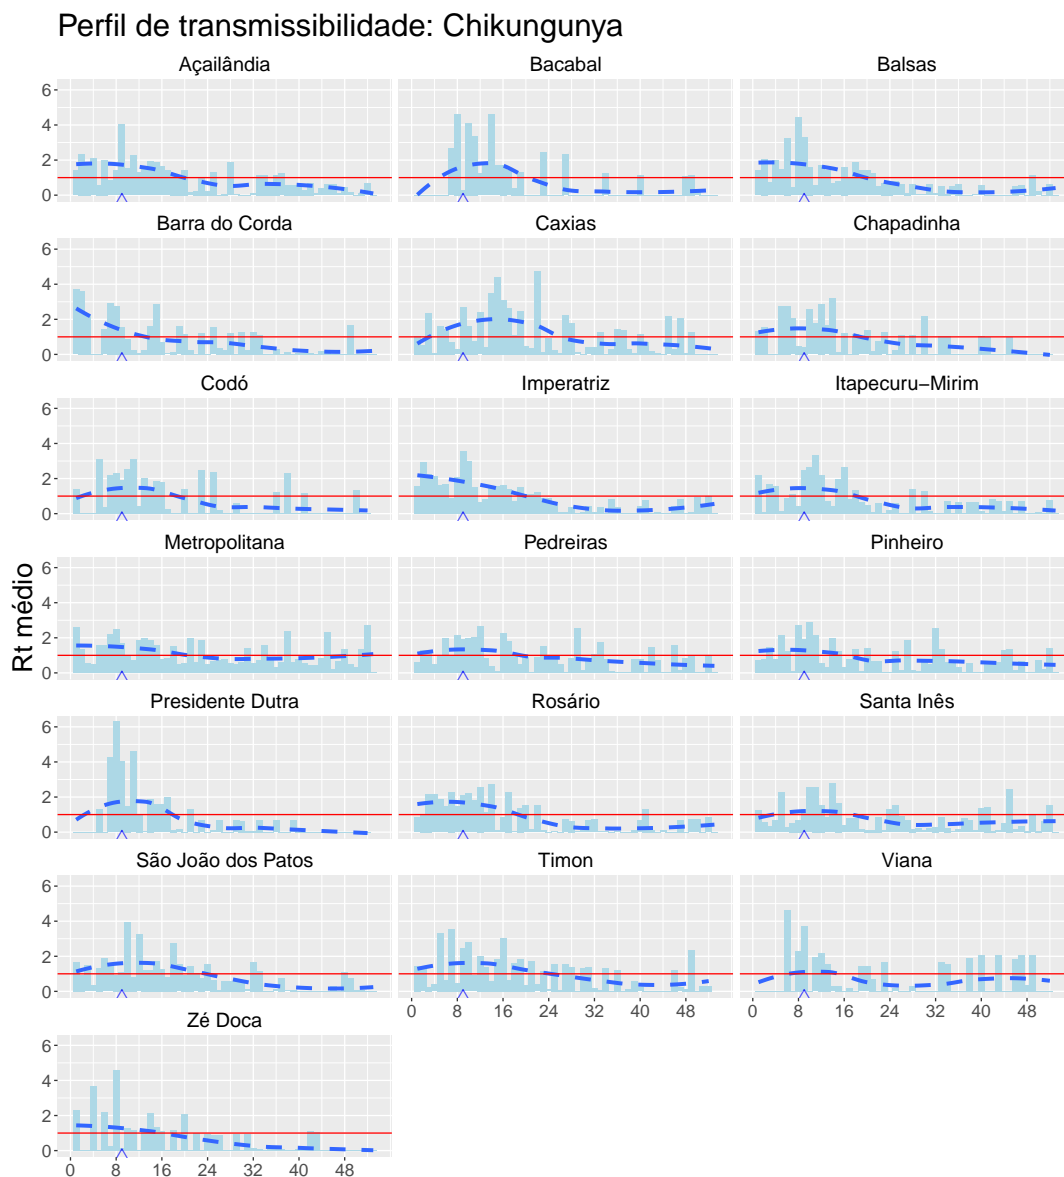 Perfil de transmissibilidade: Chikungunya
Açailândia Bacabal Balsas
6
4
2
0
Barra do Corda Caxias Chapadinha
6
4
2
0
Codó Imperatriz Itapecuru−Mirim
6
4
2
0
Metropolitana Pedreiras Pinheiro
6
4
2
0
Rt médio
Presidente Dutra Rosário Santa Inês
6
4
2
0
São João dos Patos Timon Viana
6
4
2
0
0 8 16 24 32 40 48 0 8 16 24 32 40 48
Zé Doca
6
4
2
0
0 8 16 24 32 40 48